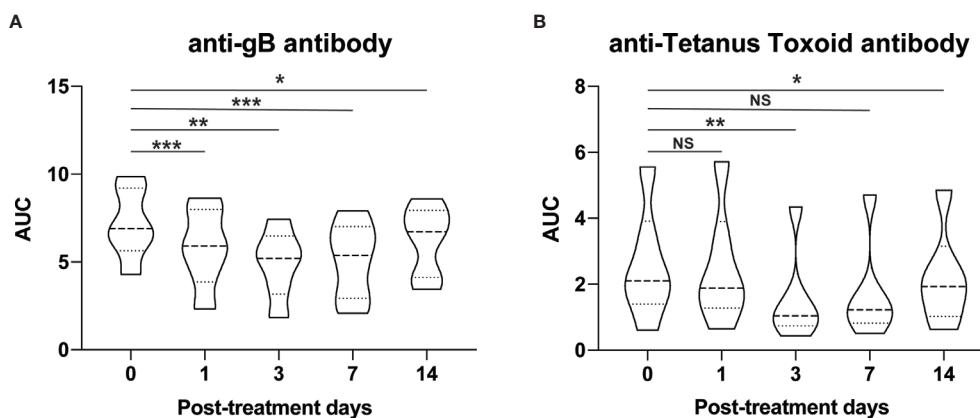 A
anti-gB antibody
15
10
5
0
AUC
*
***
**
***
0 1 3 7 14
Post-treatment days
B
anti-Tetanus Toxoid antibody
8
6
4
2
0
AUC
*
NS
**
NS
0 1 3 7 14
Post-treatment days